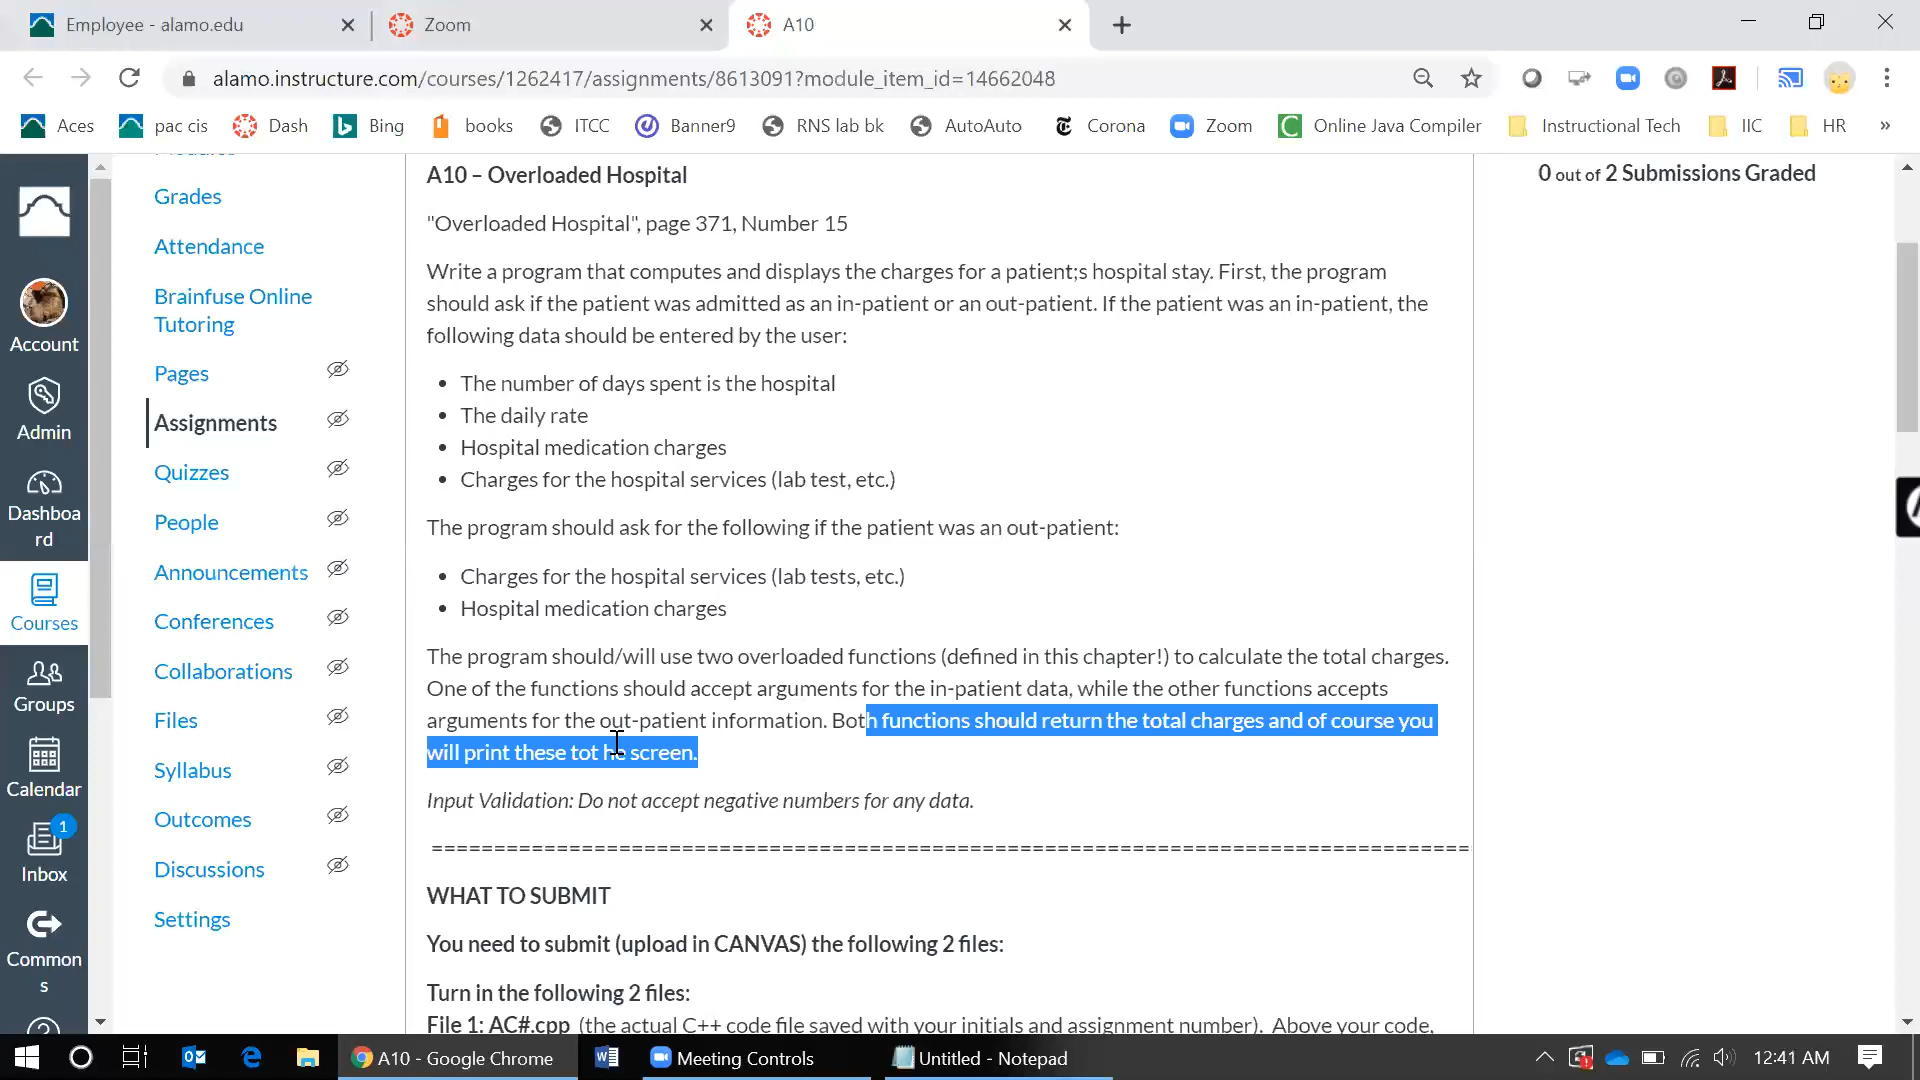 Employee - alamo.edu
Zoom
A10
alamo.instructure.com/courses/1262417/assignments/8613091?module_item_id=14662048
Aces
pac cis
Dash
Bing
books
ITCC
Banner9
RNS lab bk
AutoAuto
Corona
Zoom
Online Java Compiler
Instructional Tech
IIC
HR
»
Account
Admin
Dashboa
rd
Courses
Groups
Calendar
1
Inbox
Common
s
Grades
Attendance
Brainfuse Online
Tutoring
Pages
Assignments
Quizzes
People
Announcements
Conferences
Collaborations
Files
Syllabus
Outcomes
Discussions
Settings
A10 – Overloaded Hospital
"Overloaded Hospital", page 371, Number 15
Write a program that computes and displays the charges for a patient;s hospital stay. First, the program
should ask if the patient was admitted as an in-patient or an out-patient. If the patient was an in-patient, the
following data should be entered by the user:
• The number of days spent is the hospital
• The daily rate
• Hospital medication charges
• Charges for the hospital services (lab test, etc.)
The program should ask for the following if the patient was an out-patient:
• Charges for the hospital services (lab tests, etc.)
• Hospital medication charges
The program should/will use two overloaded functions (defined in this chapter!) to calculate the total charges.
One of the functions should accept arguments for the in-patient data, while the other functions accepts
arguments for the out-patient information. Both functions should return the total charges and of course you
will print these tot he screen.
Input Validation: Do not accept negative numbers for any data.
================================================================================
WHAT TO SUBMIT
You need to submit (upload in CANVAS) the following 2 files:
Turn in the following 2 files:
File 1: AC#.cpp (the actual C++ code file saved with your initials and assignment number). Above your code,
0 out of 2 Submissions Graded
A10 - Google Chrome
Meeting Controls
Untitled - Notepad
12:41 AM